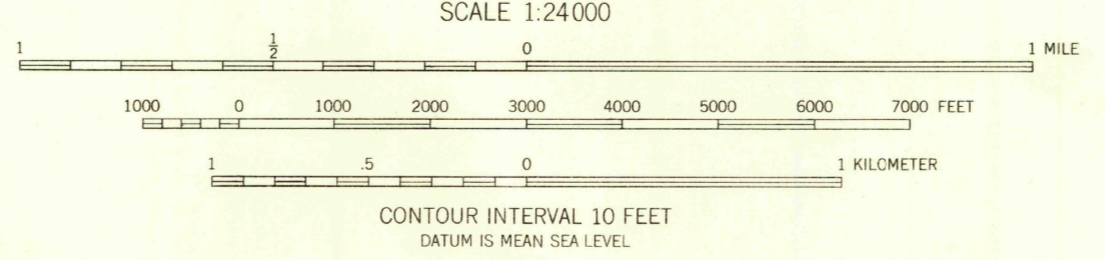 SCALE 1:24000
1 1/2 0 1 MILE
1000 0 1000 2000 3000 4000 5000 6000 7000 FEET
1 .5 0 1 KILOMETER
CONTOUR INTERVAL 10 FEET
DATUM IS MEAN SEA LEVEL